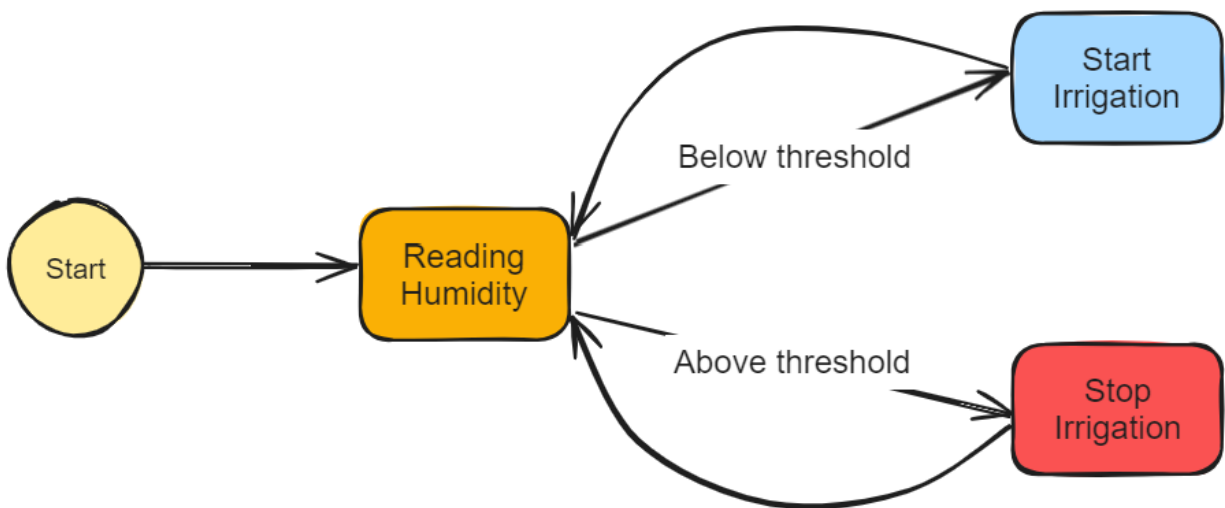 Start
Irrigation
Below threshold
Start
Reading
Humidity
Above threshold
Stop
Irrigation